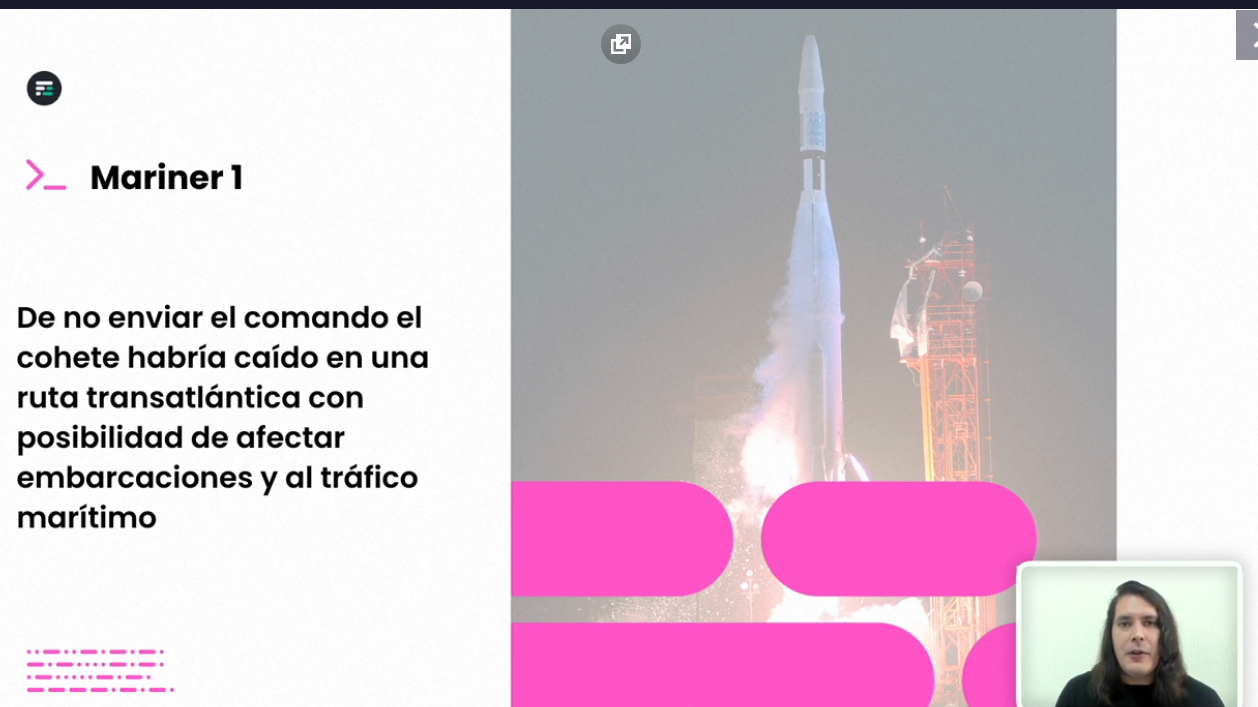 Mariner 1
De no enviar el comando el
cohete habría caído en una
ruta transatlántica con
posibilidad de afectar
embarcaciones y al tráfico
marítimo